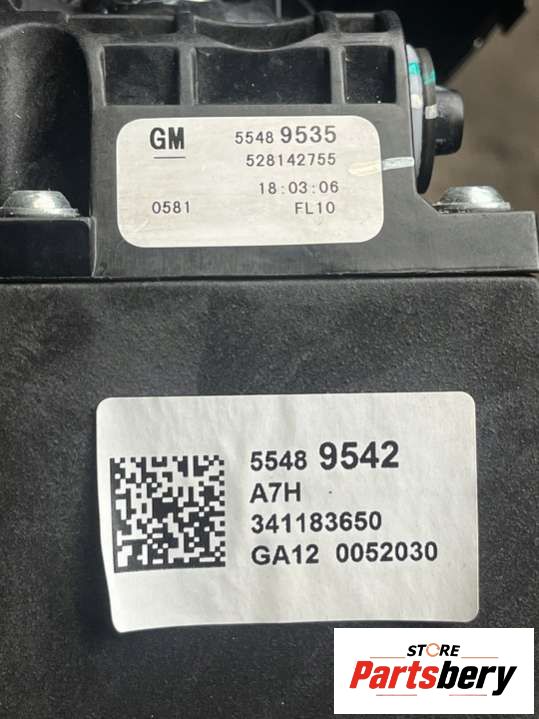 GM 5548 9535
528142755
18:03:06
0581 FL10
5548 9542
A7H
341183650
GA12 0052030
STORE
Partsbery